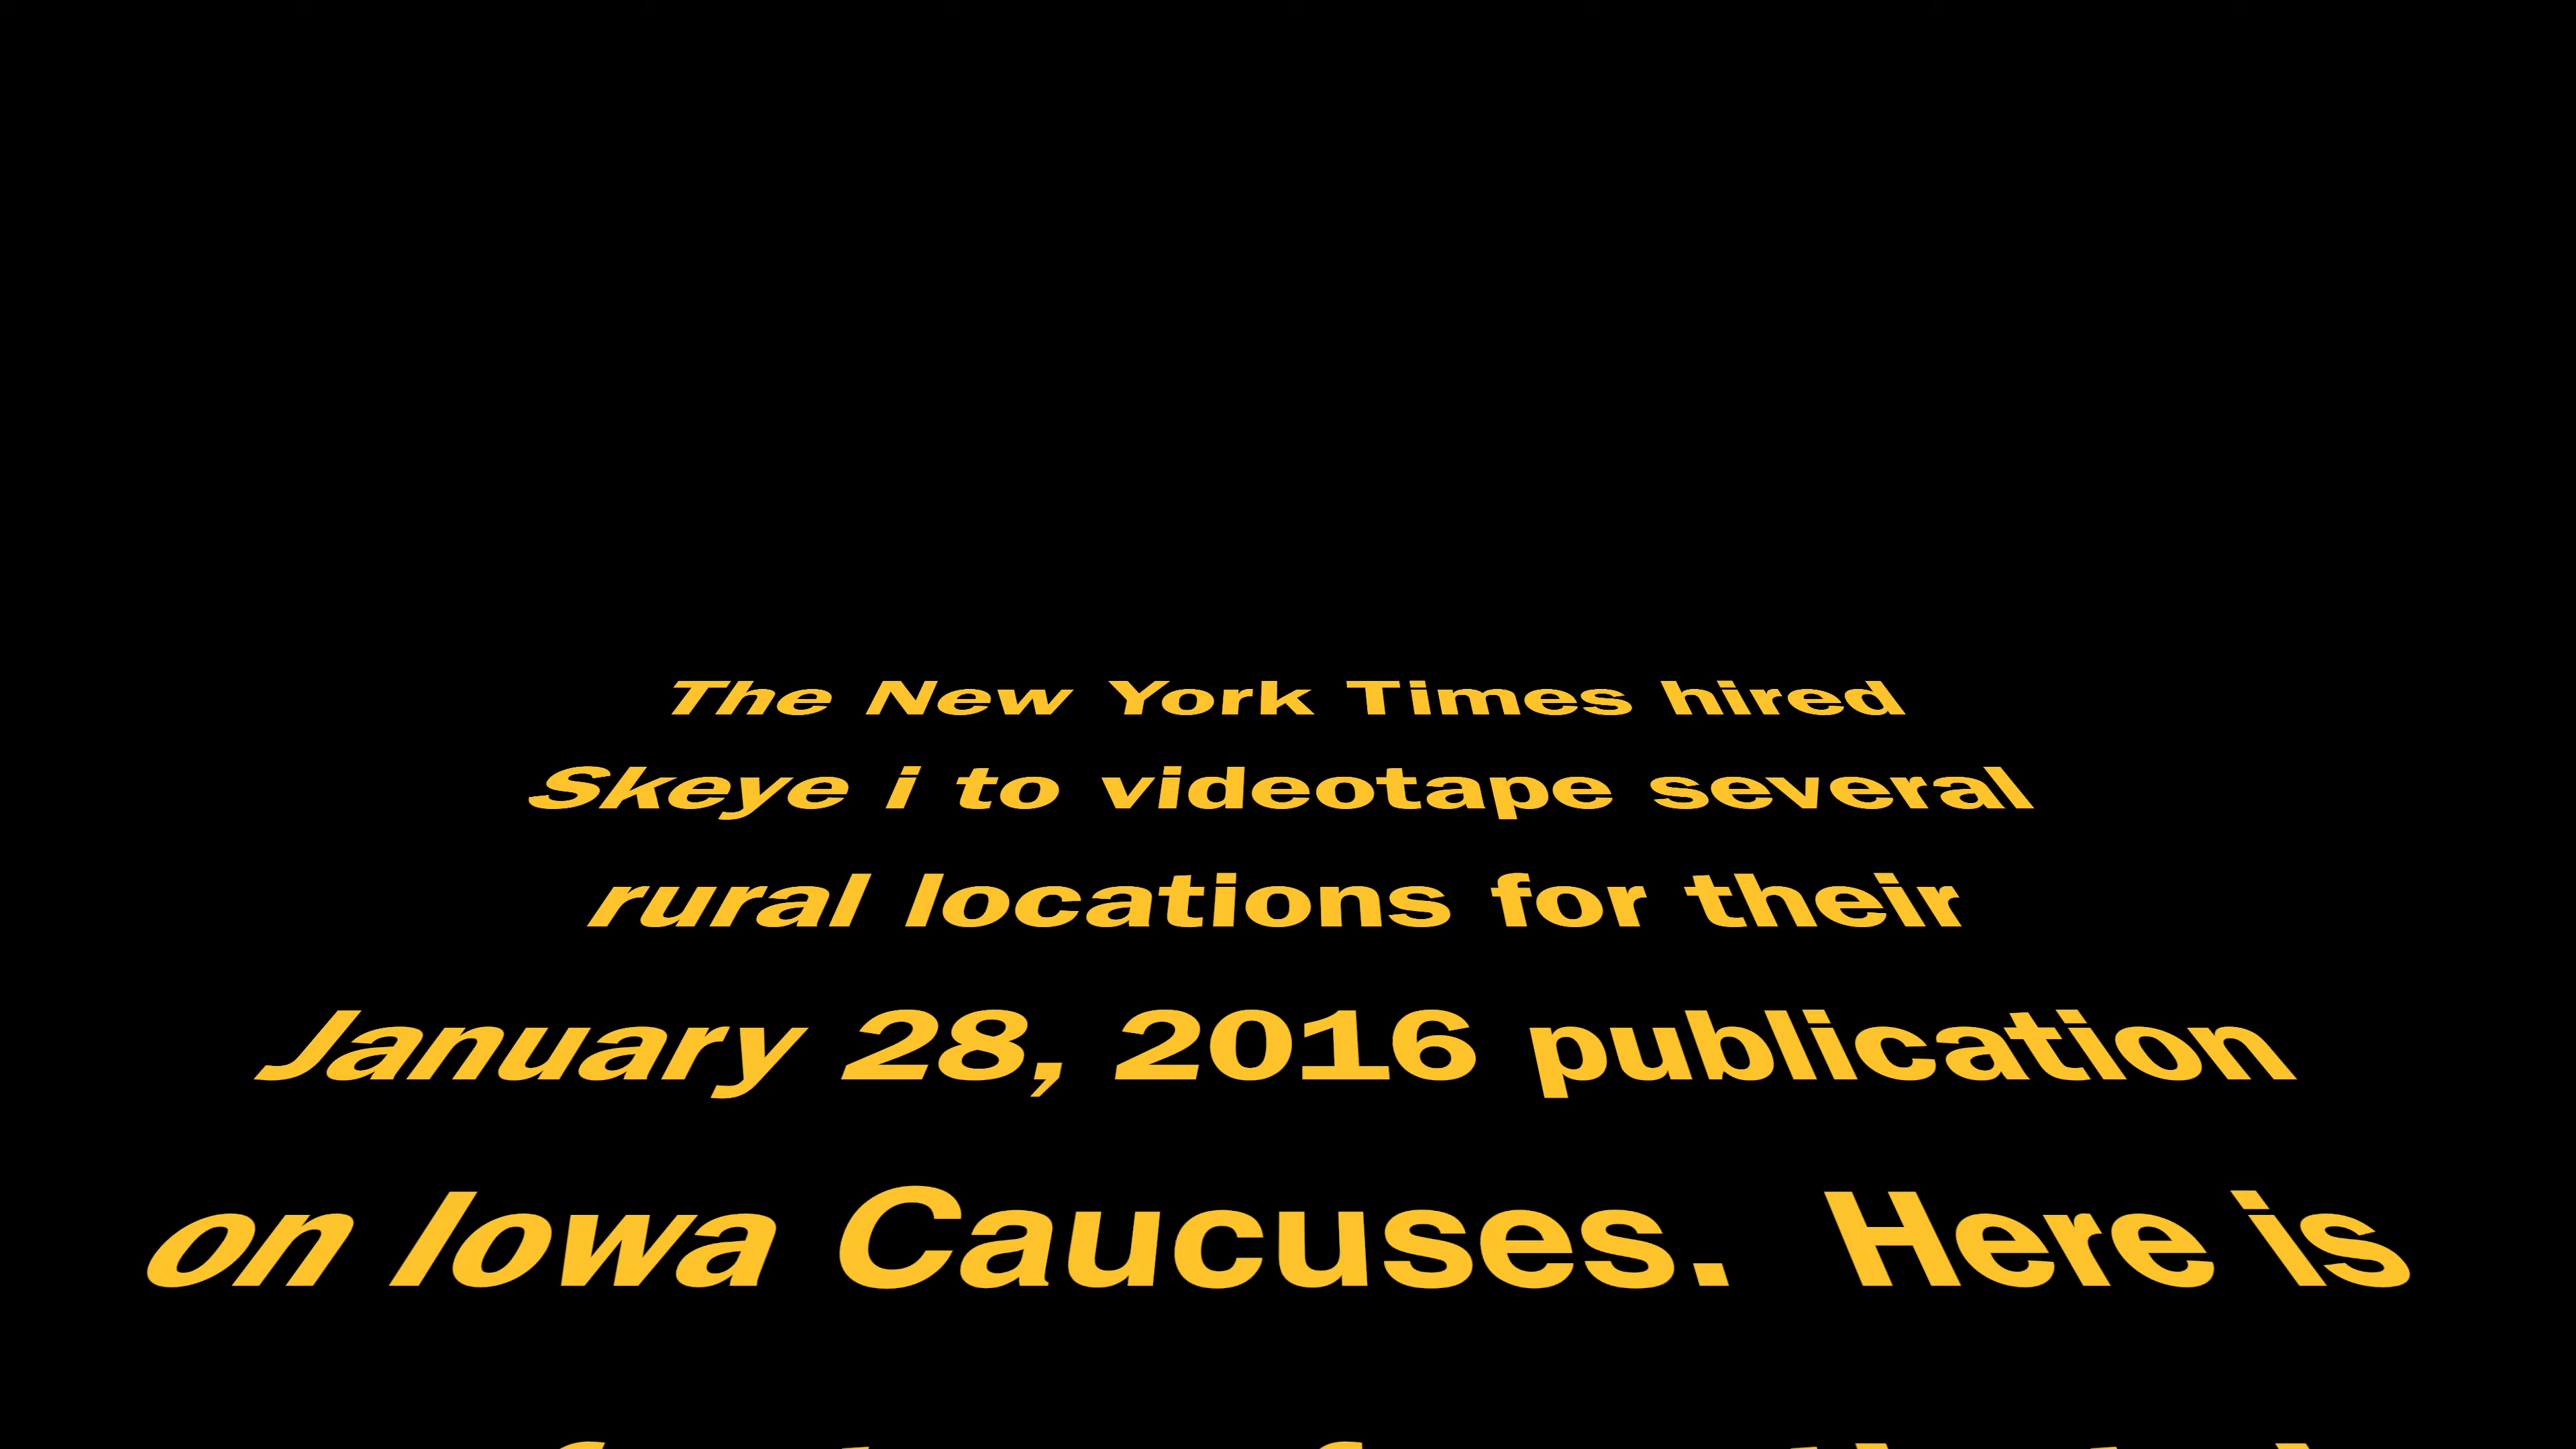 The New York Times hired
Skeye i to videotape several
rural locations for their
January 28, 2016 publication
on Iowa Caucuses.  Here is